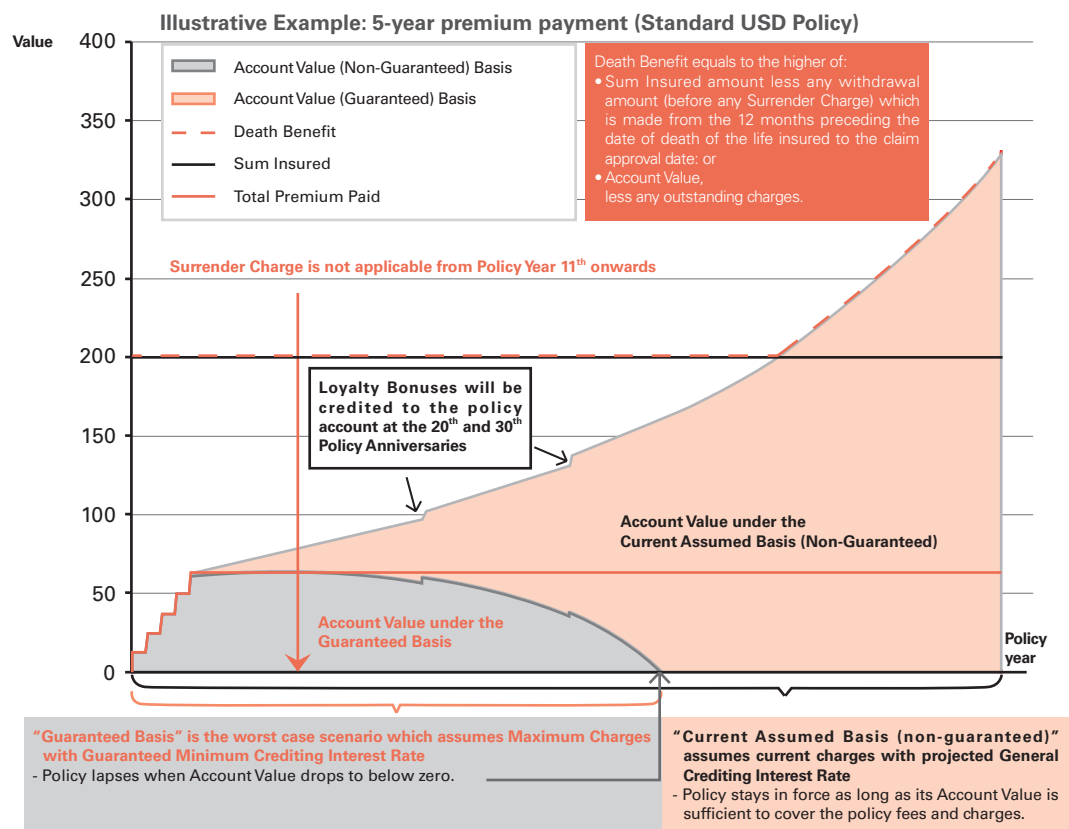 Illustrative Example: 5-year premium payment (Standard USD Policy)
Value
400
350
300
250
200
150
100
50
0
Account Value (Non-Guaranteed) Basis
Account Value (Guaranteed) Basis
Death Benefit
Sum Insured
Total Premium Paid
Death Benefit equals to the higher of:
• Sum Insured amount less any withdrawal
amount (before any Surrender Charge) which
is made from the 12 months preceding the
date of death of the life insured to the claim
approval date: or
• Account Value,
less any outstanding charges.
Surrender Charge is not applicable from Policy Year 11th onwards
Loyalty Bonuses will be
credited to the policy
account at the 20th and 30th
Policy Anniversaries
Account Value under the
Current Assumed Basis (Non-Guaranteed)
Account Value under the
Guaranteed Basis
Policy
year
"Guaranteed Basis" is the worst case scenario which assumes Maximum Charges
with Guaranteed Minimum Crediting Interest Rate
- Policy lapses when Account Value drops to below zero.
"Current Assumed Basis (non-guaranteed)"
assumes current charges with projected General
Crediting Interest Rate
- Policy stays in force as long as its Account Value is
sufficient to cover the policy fees and charges.